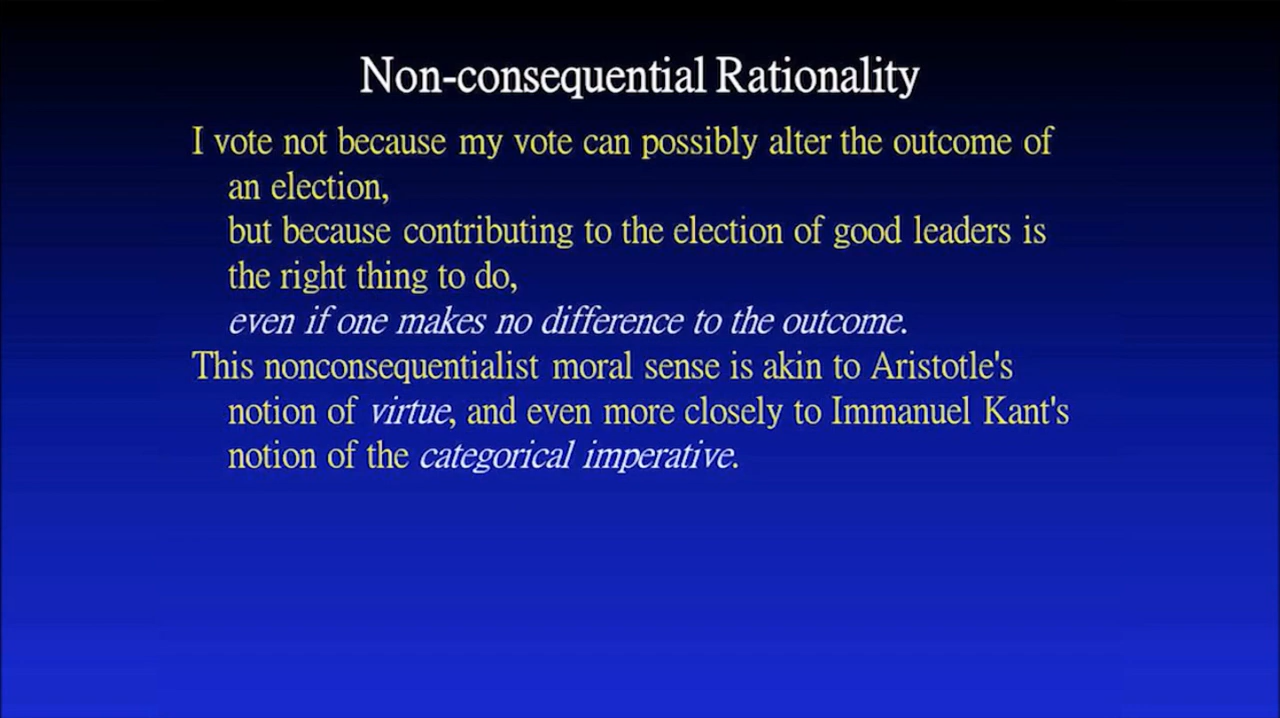 Non-consequential Rationality
I vote not because my vote can possibly alter the outcome of
an election,
but because contributing to the election of good leaders is
the right thing to do,
even if one makes no difference to the outcome.
This nonconsequentialist moral sense is akin to Aristotle's
notion of virtue, and even more closely to Immanuel Kant's
notion of the categorical imperative.